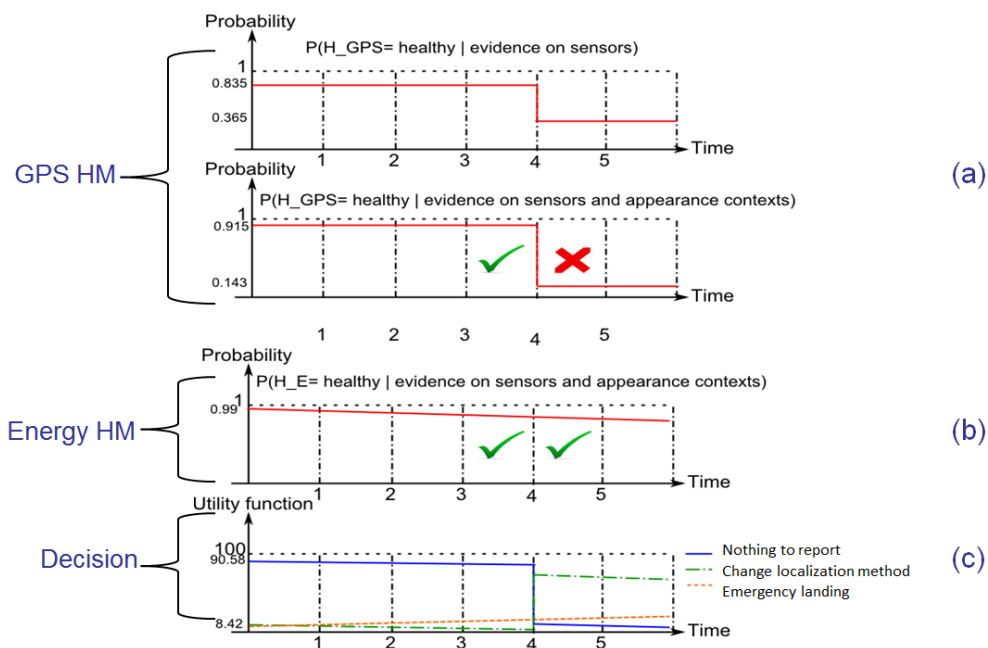 Probability
P(H_GPS= healthy | evidence on sensors)
1
0.835
0.365
1 2 3 4 5
Time
GPS HM
(a)
Probability
P(H_GPS= healthy | evidence on sensors and appearance contexts)
1
0.915
0.143
Time
1 2 3 4 5
Probability
P(H_E= healthy | evidence on sensors and appearance contexts)
1
0.99
Energy HM
(b)
Time
1 2 3 4 5
Utility function
100
90.58
Decision
Nothing to report
Change localization method
Emergency landing
(c)
8.42
Time
1 2 3 4 5